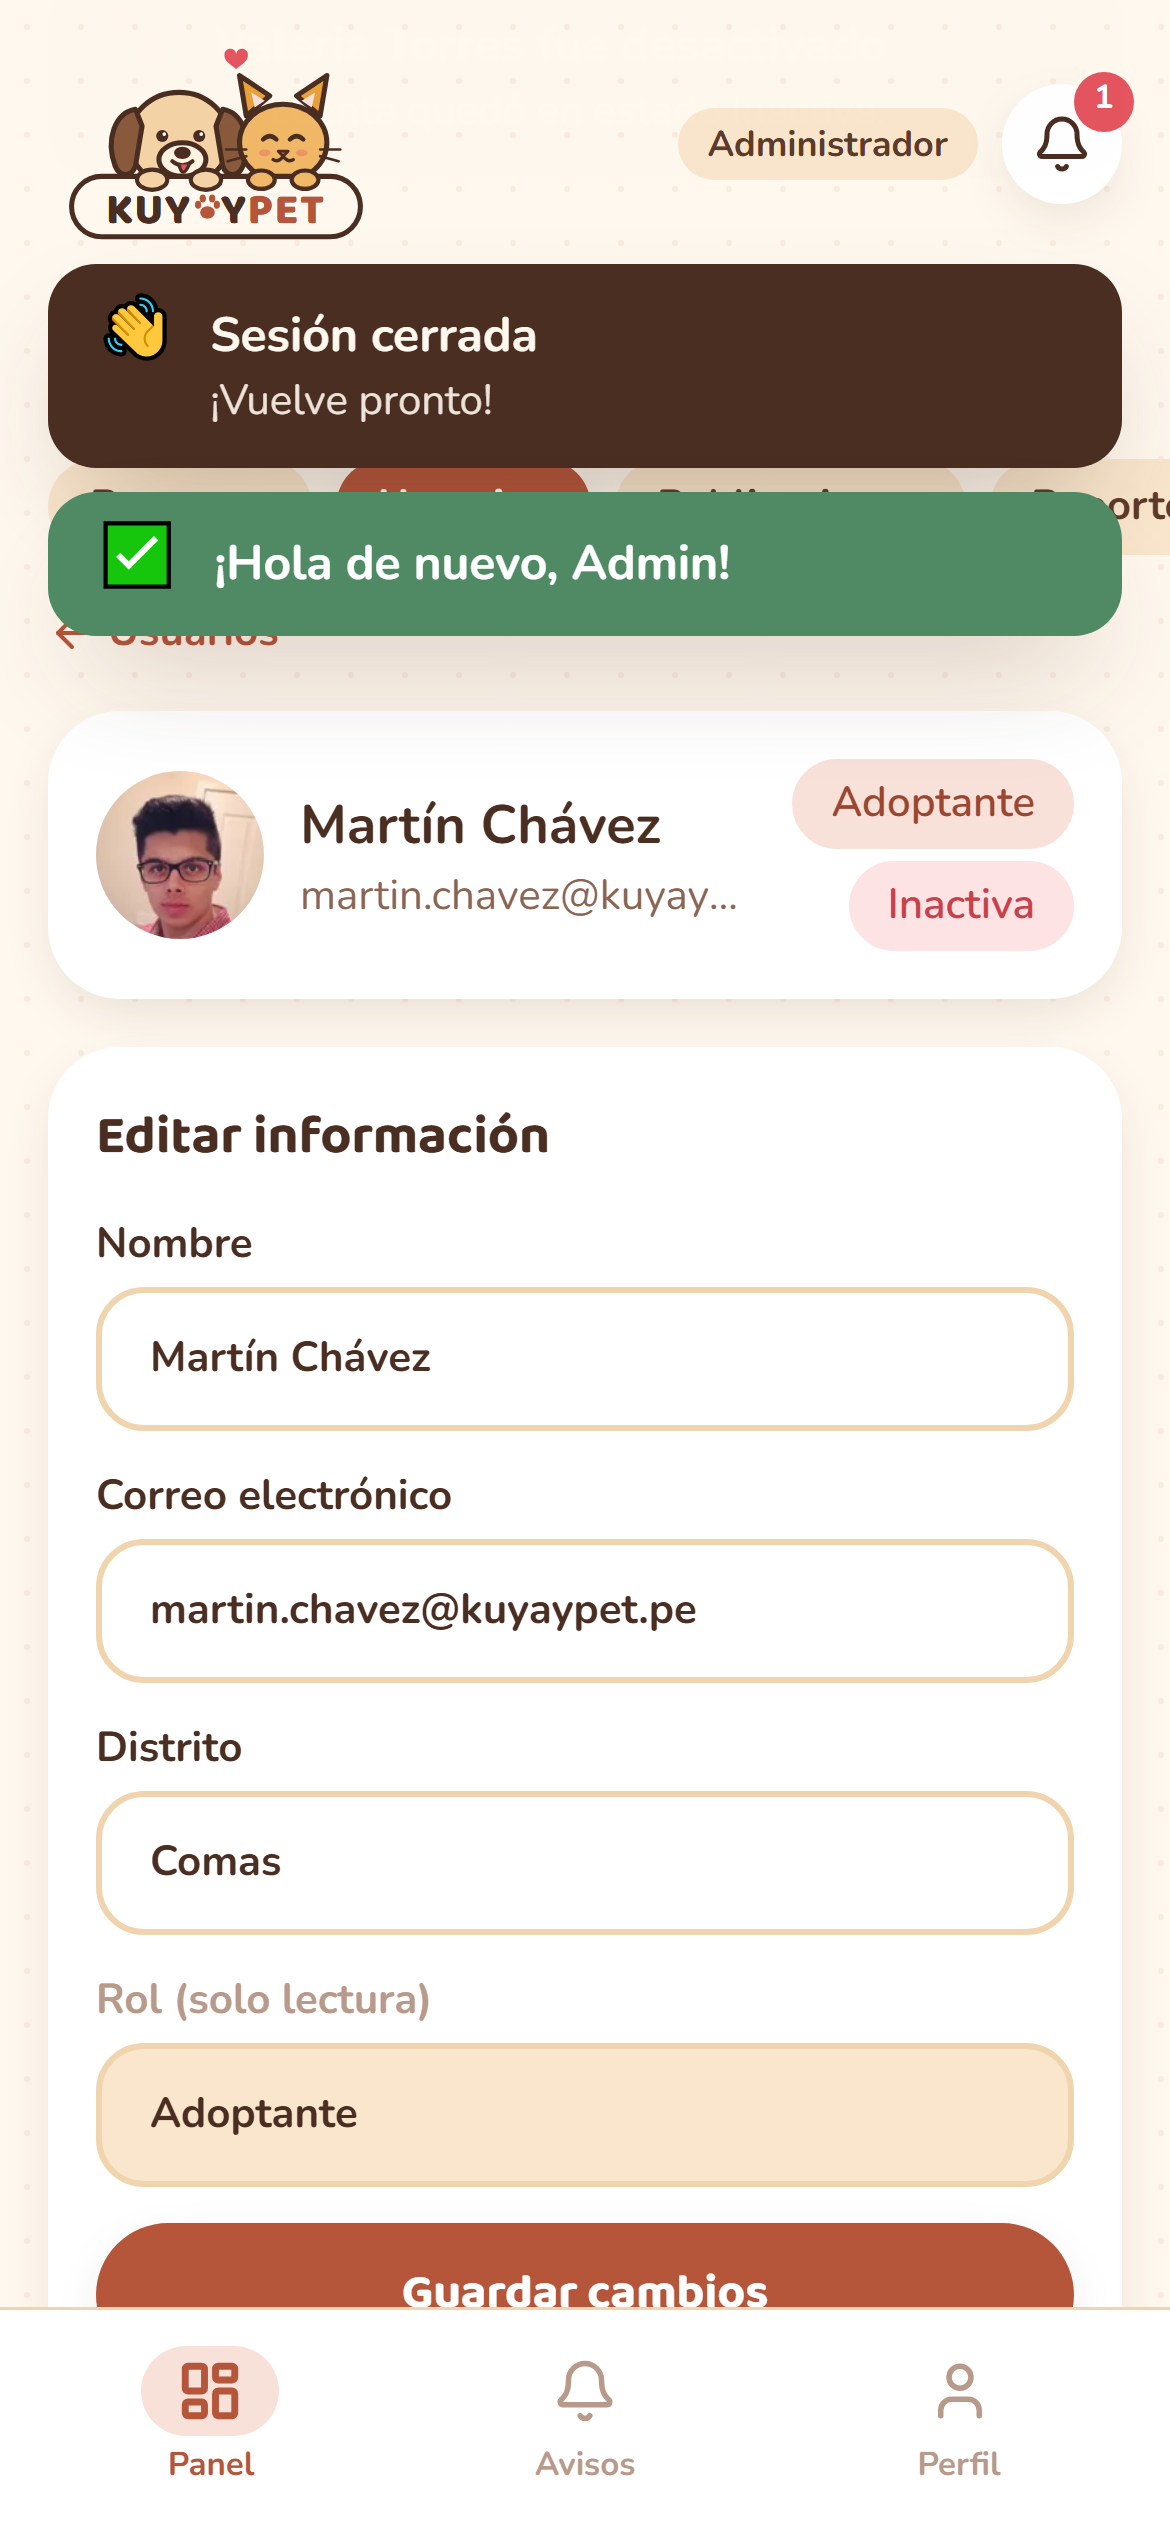 KUYAYPET
Administrador
1
Sesión cerrada
¡Vuelve pronto!
¡Hola de nuevo, Admin!
Usuarios
Martín Chávez
martin.chavez@kuyay...
Adoptante
Inactiva
Editar información
Nombre
Martín Chávez
Correo electrónico
martin.chavez@kuyaypet.pe
Distrito
Comas
Rol (solo lectura)
Adoptante
Guardar cambios
Panel
Avisos
Perfil